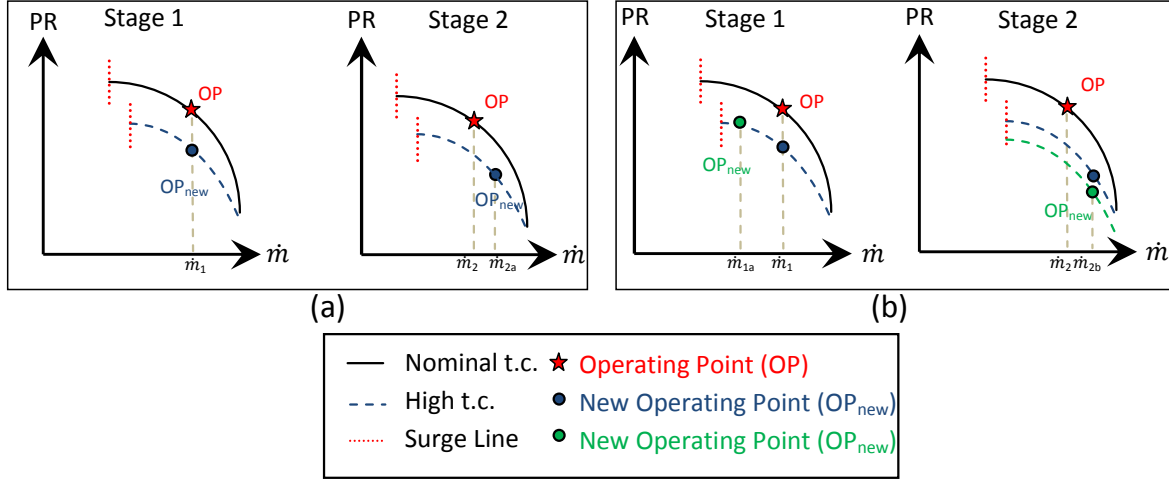 PR Stage 1
OP
OPnew
ṁ₁
ṁ
Stage 2
PR
OP
OPnew
ṁ₂ ṁ₂ₐ
ṁ
(a)
PR Stage 1
OP
OPnew
ṁ₁ₐ ṁ₁
ṁ
PR Stage 2
OP
OPnew
ṁ₂ ṁ2b
ṁ
(b)
Nominal t.c.
High t.c.
Surge Line
Operating Point (OP)
New Operating Point (OPnew)
New Operating Point (OPnew)